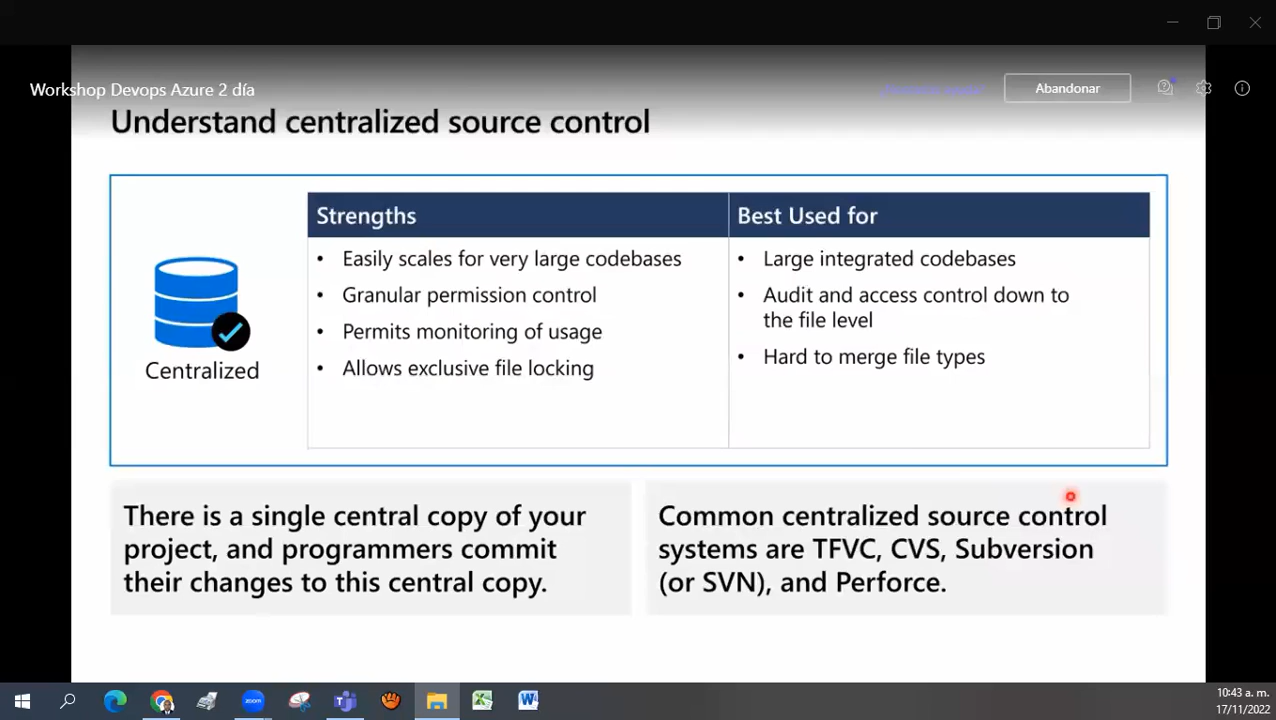 Workshop Devops Azure 2 día
Abandonar
Understand centralized source control
Centralized
Strengths
• Easily scales for very large codebases
• Granular permission control
• Permits monitoring of usage
• Allows exclusive file locking
Best Used for
• Large integrated codebases
• Audit and access control down to
the file level
• Hard to merge file types
There is a single central copy of your
project, and programmers commit
their changes to this central copy.
Common centralized source control
systems are TFVC, CVS, Subversion
(or SVN), and Perforce.
zoom
10:43 a. m.
17/11/2022